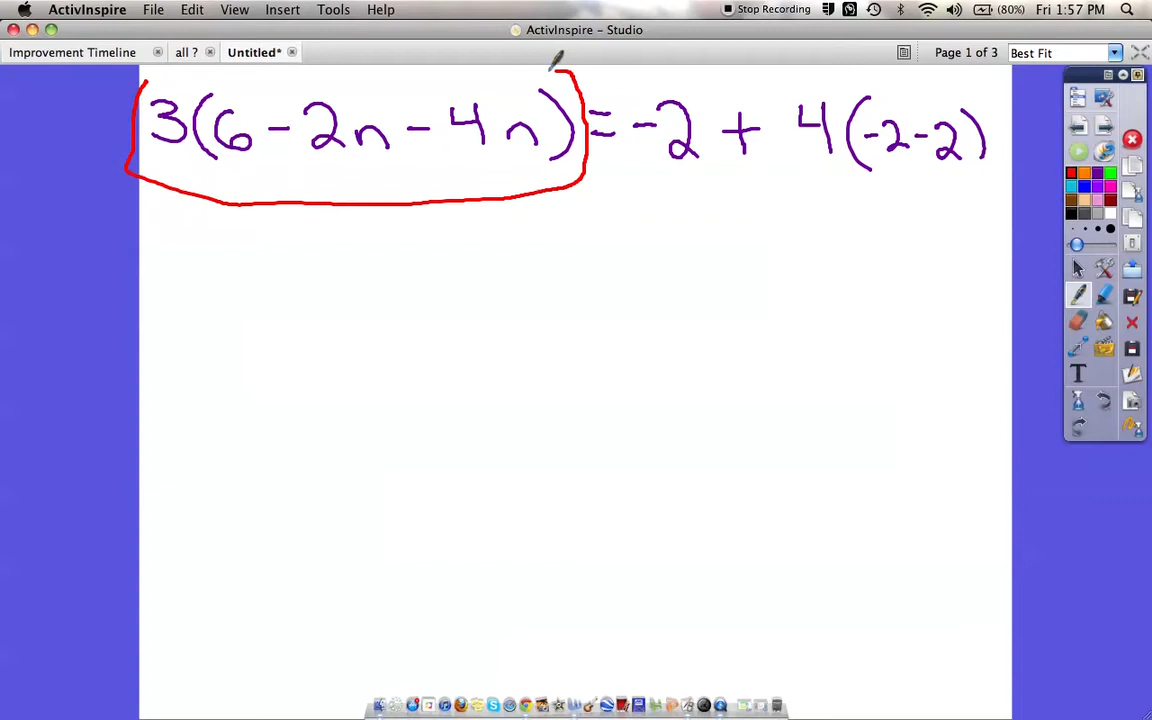 ActivInspire File Edit View Insert Tools Help Stop Recording (80%) Fri 1:57 PM
ActivInspire – Studio
Improvement Timeline all ? Untitled* Page 1 of 3 Best Fit
3(6 - 2n - 4n) = -2 + 4(-2-2)
T